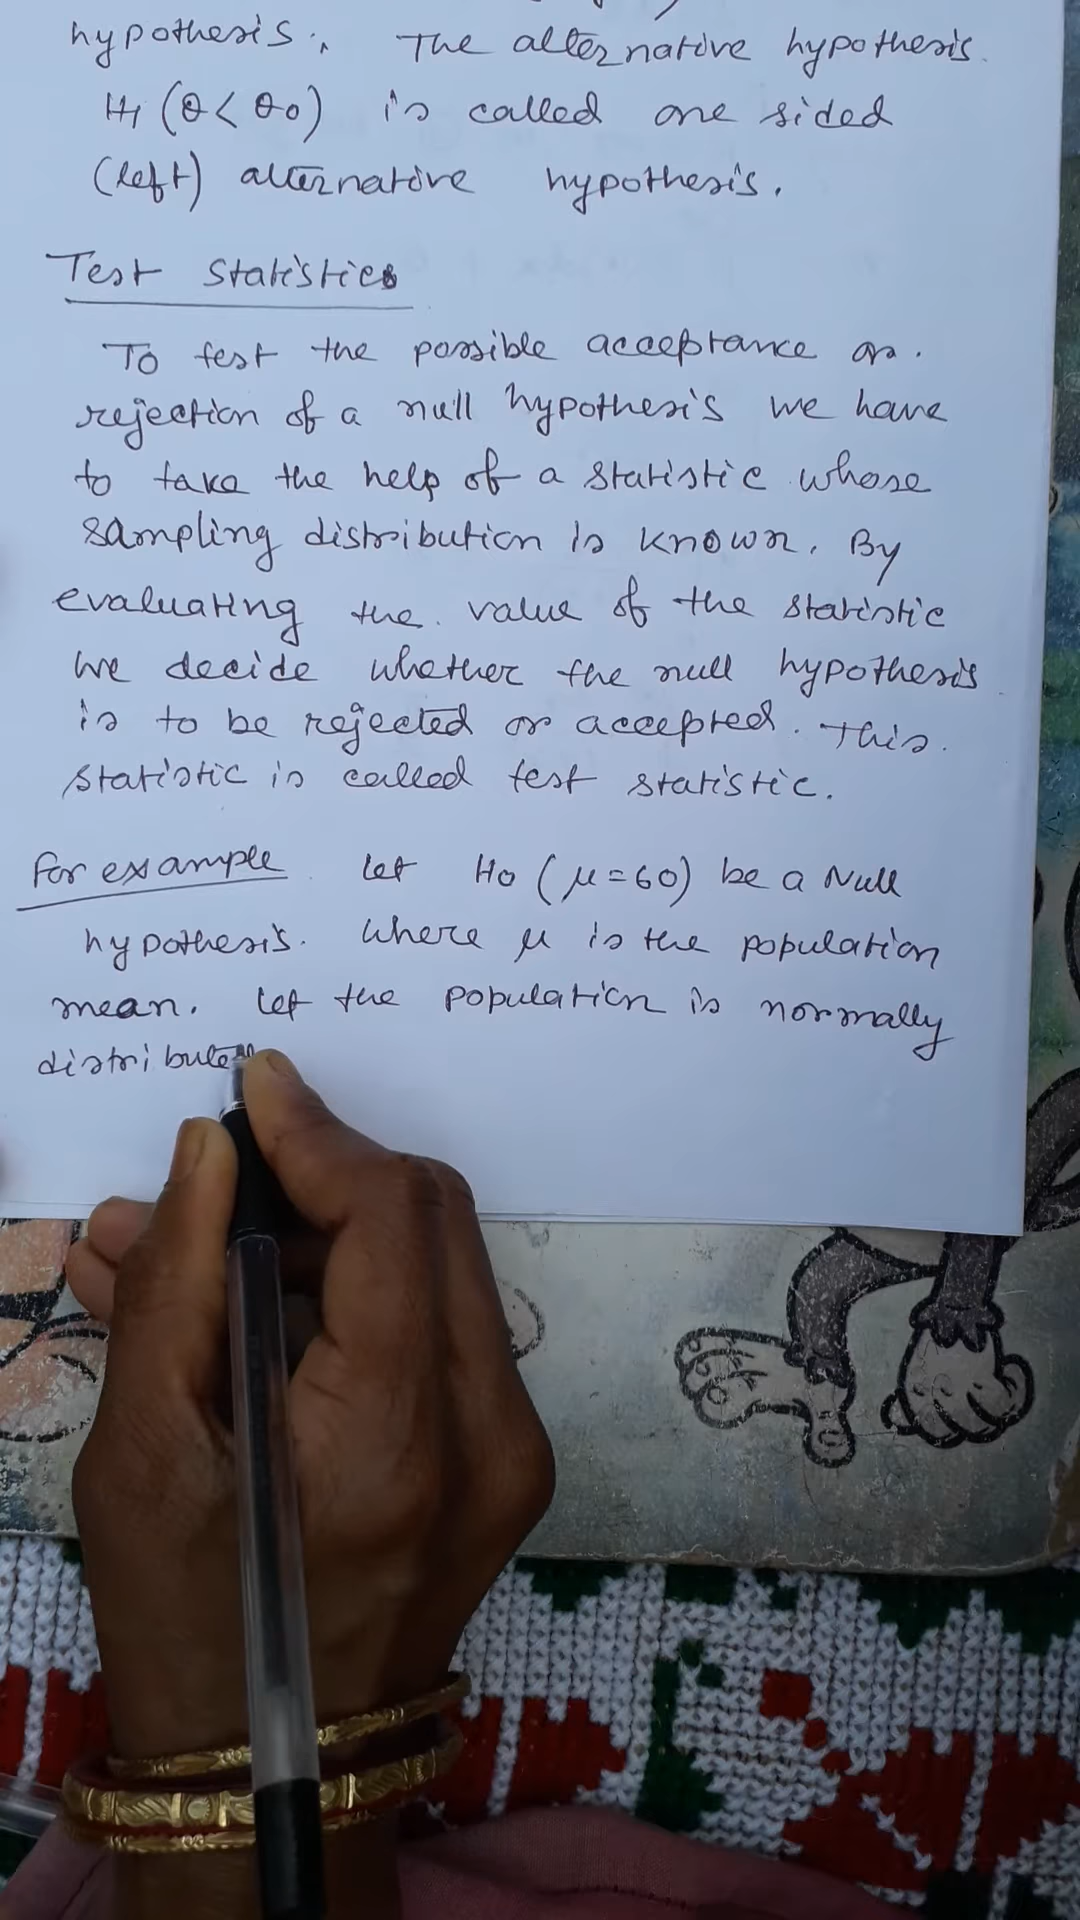 hypothesis. The alternative hypothesis.
H1 (θ < θ0) is called one sided
(left) alternative hypothesis.
Test Statistics
To test the possible acceptance or.
rejection of a null hypothesis we have
to take the help of a statistic whose
sampling distribution is known. By
evaluating the. value of the statistic
we decide whether the null hypothesis
is to be rejected or accepted. This.
statistic is called test statistic.
For example let H0 (μ=60) be a Null
hypothesis. where μ is the population
mean. Let the population is normally
distribute